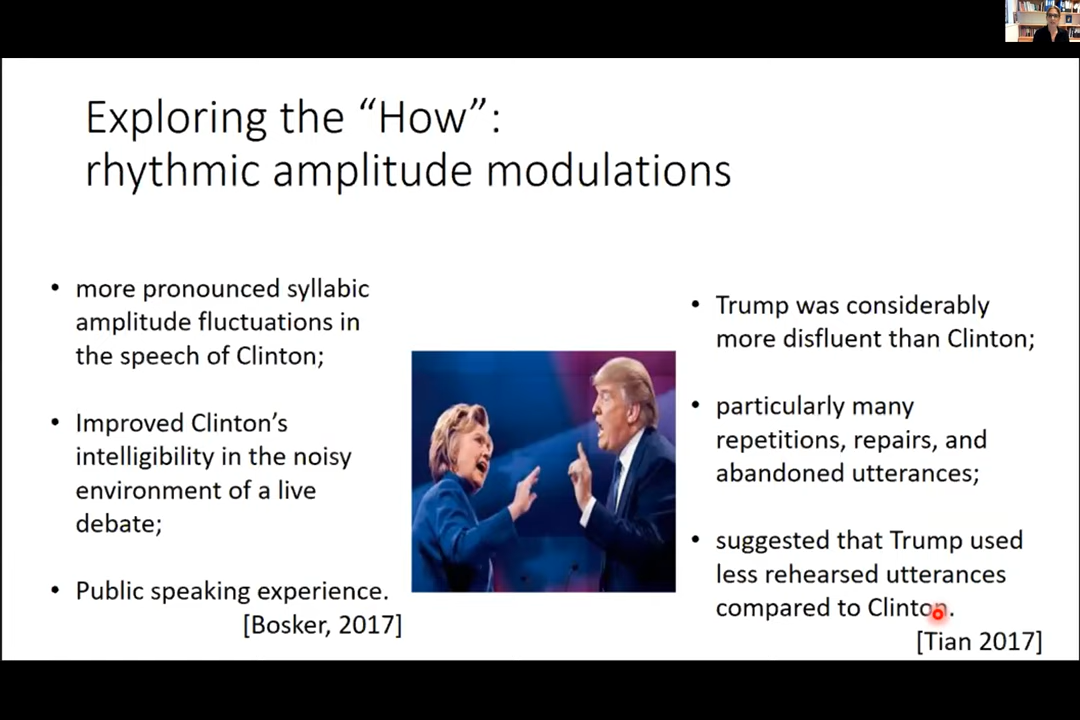 Exploring the “How”:
rhythmic amplitude modulations
• more pronounced syllabic
amplitude fluctuations in
the speech of Clinton;
• Improved Clinton’s
intelligibility in the noisy
environment of a live
debate;
• Public speaking experience.
[Bosker, 2017]
• Trump was considerably
more disfluent than Clinton;
• particularly many
repetitions, repairs, and
abandoned utterances;
• suggested that Trump used
less rehearsed utterances
compared to Clinton.
[Tian 2017]